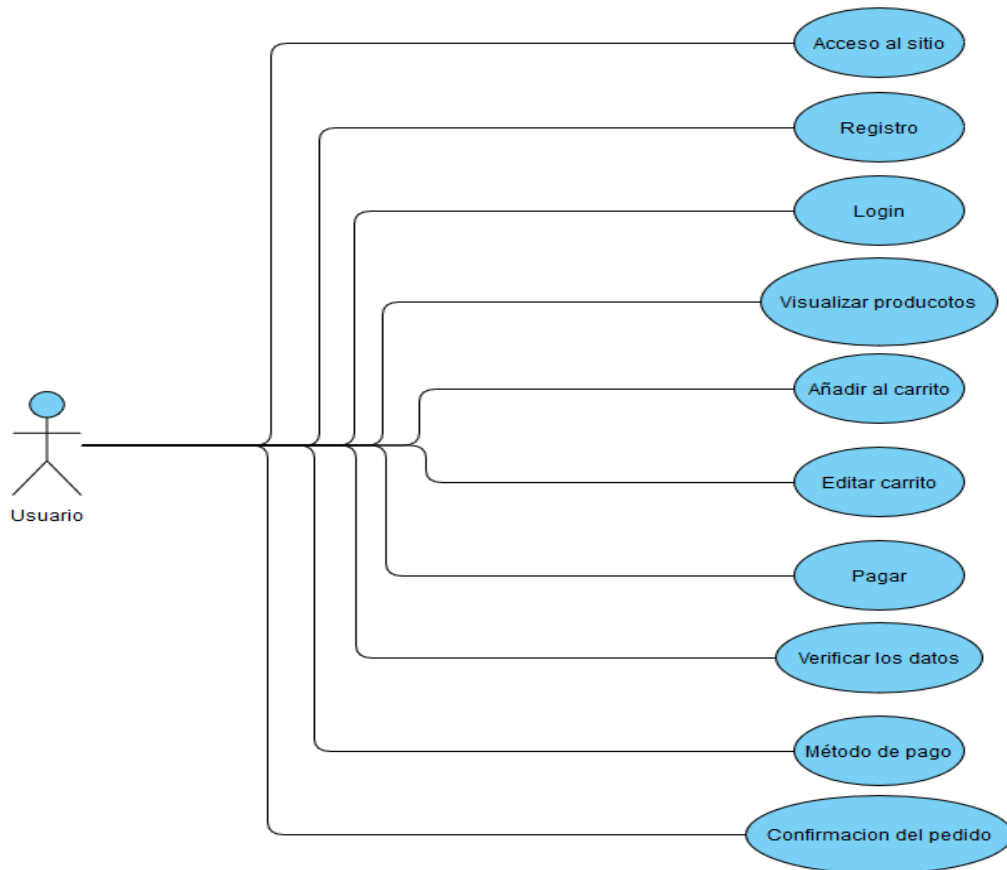 Acceso al sitio
Registro
Login
Visualizar producotos
Añadir al carrito
Editar carrito
Usuario
Pagar
Verificar los datos
Método de pago
Confirmacion del pedido